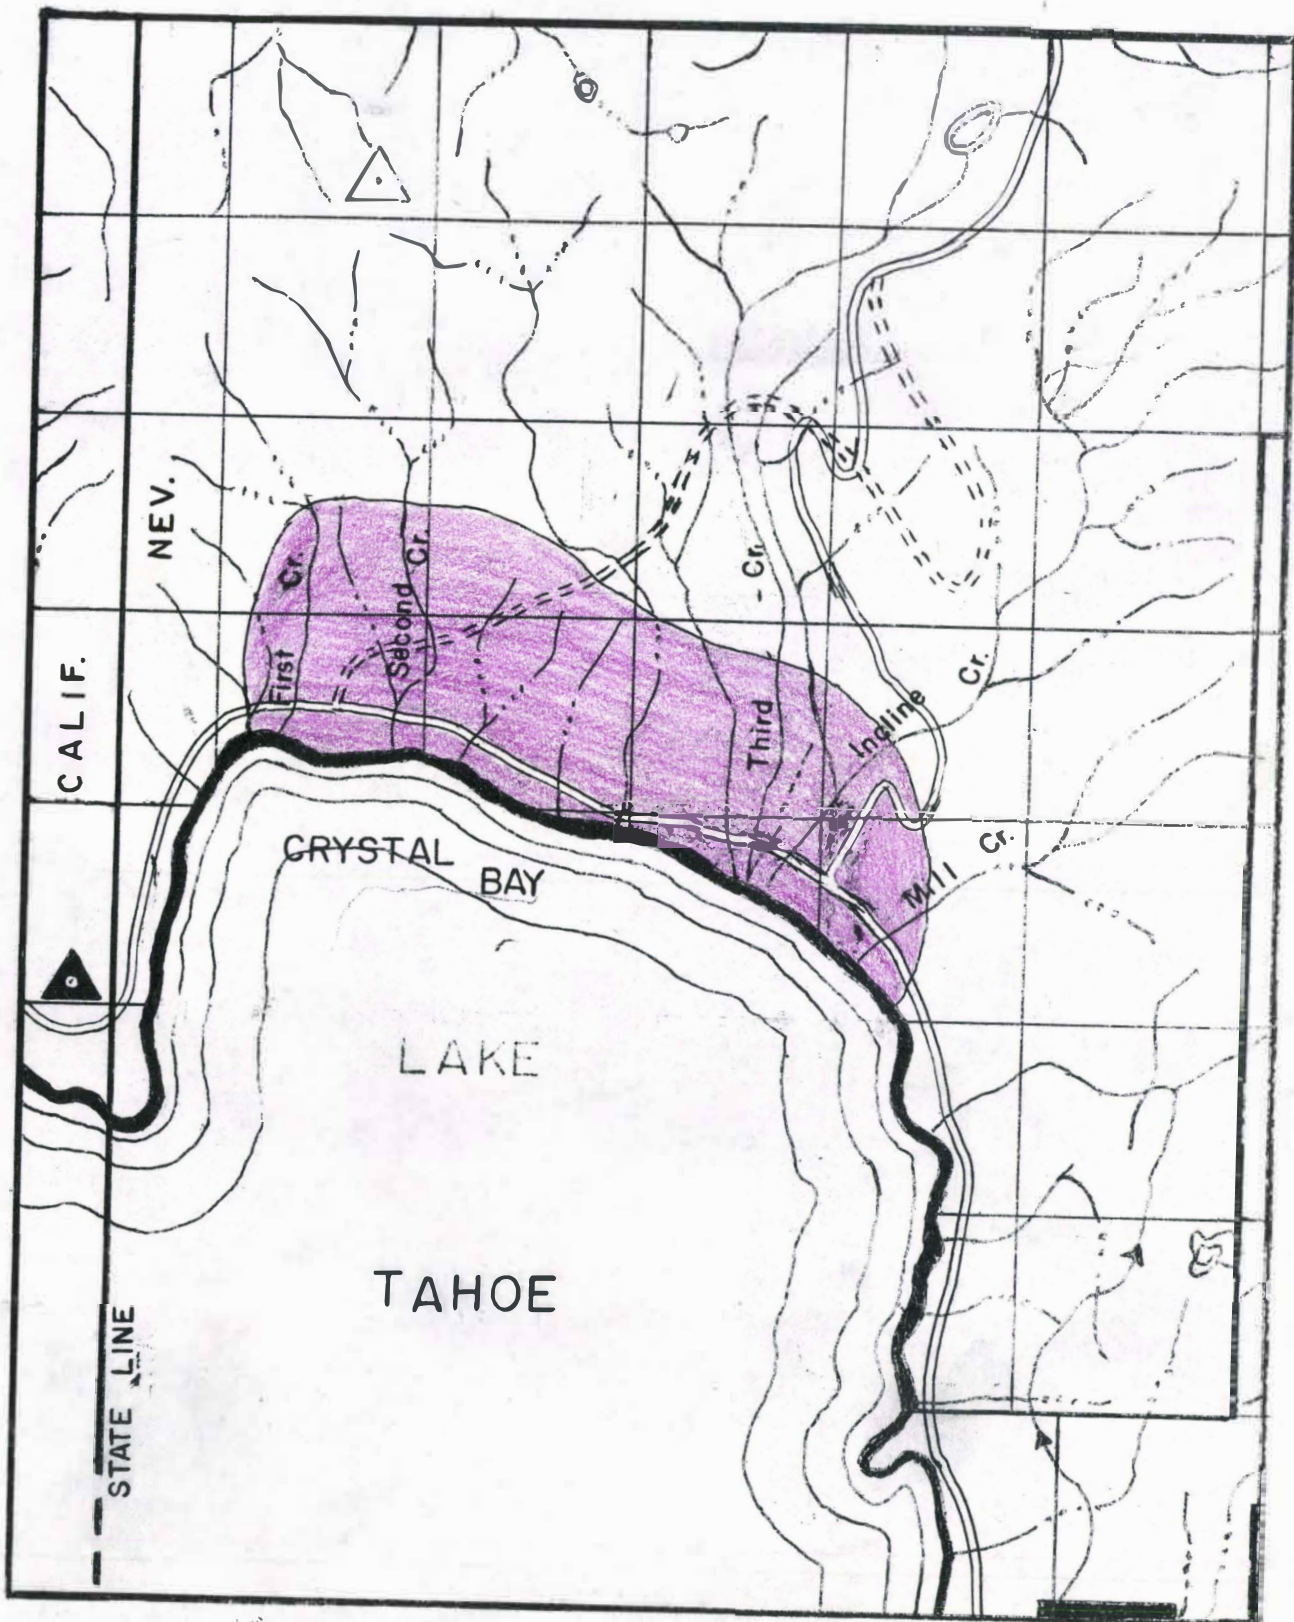 NEV.
CALIF.
First Cr.
Second Cr.
Third - Cr.
Incline Cr.
Mill Cr.
CRYSTAL
BAY
LAKE
TAHOE
STATE LINE